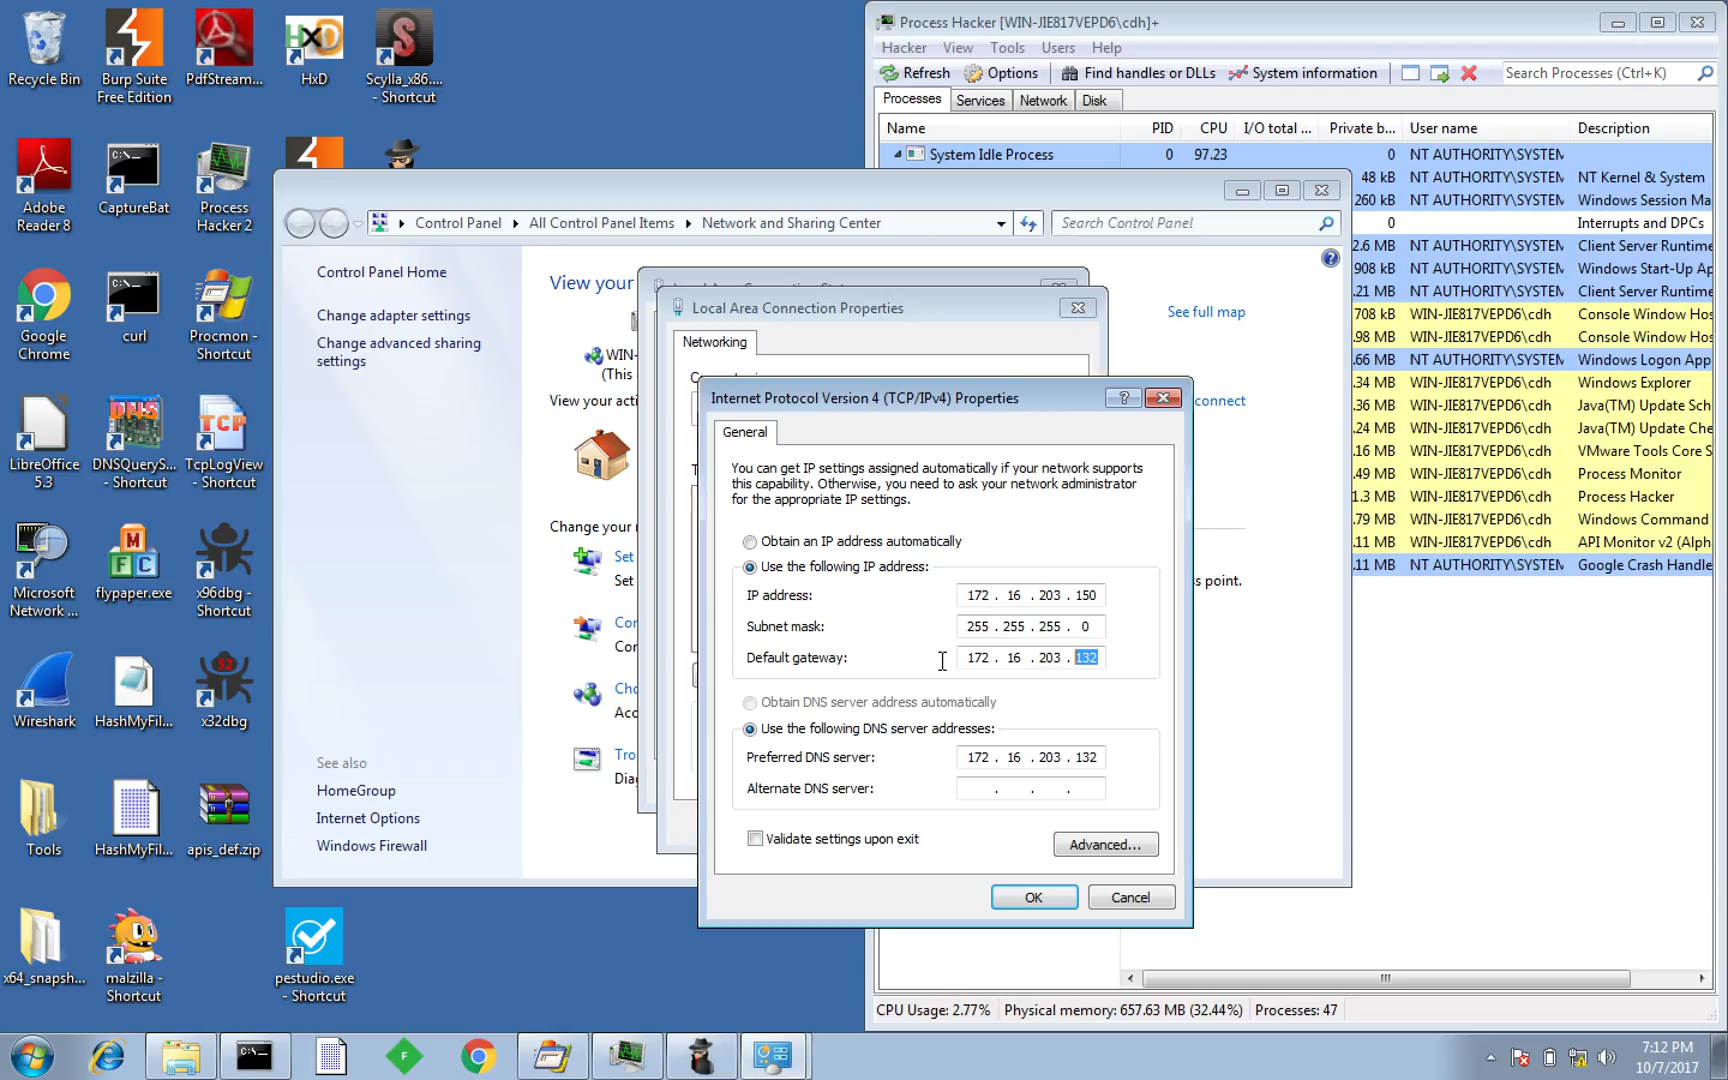 Recycle Bin
Burp Suite
Free Edition
PdfStream...
HxD
Scylla_x86....
- Shortcut
Adobe
Reader 8
CaptureBat
Process
Hacker 2
Google
Chrome
curl
Procmon -
Shortcut
LibreOffice
5.3
DNSQueryS...
- Shortcut
TcpLogView
- Shortcut
Microsoft
Network ...
flypaper.exe
x96dbg -
Shortcut
Wireshark
HashMyFil...
x32dbg
Tools
HashMyFil...
apis_def.zip
x64_snapsh...
malzilla -
Shortcut
pestudio.exe
- Shortcut
Process Hacker [WIN-JIE817VEPD6\cdh]+
Hacker View Tools Users Help
Refresh Options Find handles or DLLs System information Search Processes (Ctrl+K)
Processes Services Network Disk
Name PID CPU I/O total ... Private b... User name Description
System Idle Process 0 97.23 0 NT AUTHORITY\SYSTEM
48 kB NT AUTHORITY\SYSTEM NT Kernel & System
260 kB NT AUTHORITY\SYSTEM Windows Session Ma
0 Interrupts and DPCs
2.6 MB NT AUTHORITY\SYSTEM Client Server Runtime
908 kB NT AUTHORITY\SYSTEM Windows Start-Up Ap
.21 MB NT AUTHORITY\SYSTEM Client Server Runtime
708 kB WIN-JIE817VEPD6\cdh Console Window Hos
.98 MB WIN-JIE817VEPD6\cdh Console Window Hos
.66 MB NT AUTHORITY\SYSTEM Windows Logon App
.34 MB WIN-JIE817VEPD6\cdh Windows Explorer
.36 MB WIN-JIE817VEPD6\cdh Java(TM) Update Sch
.24 MB WIN-JIE817VEPD6\cdh Java(TM) Update Che
.16 MB WIN-JIE817VEPD6\cdh VMware Tools Core S
.49 MB WIN-JIE817VEPD6\cdh Process Monitor
1.3 MB WIN-JIE817VEPD6\cdh Process Hacker
.79 MB WIN-JIE817VEPD6\cdh Windows Command
.11 MB WIN-JIE817VEPD6\cdh API Monitor v2 (Alph
.11 MB NT AUTHORITY\SYSTEM Google Crash Handle
CPU Usage: 2.77% Physical memory: 657.63 MB (32.44%) Processes: 47
Control Panel All Control Panel Items Network and Sharing Center Search Control Panel
Control Panel Home
Change adapter settings
Change advanced sharing
settings
See also
HomeGroup
Internet Options
Windows Firewall
View your
See full map
WIN-
(This
View your acti
connect
Change your
Set
Set
point.
Con
Cor
Cho
Acc
Tro
Diag
Local Area Connection Properties
Networking
Internet Protocol Version 4 (TCP/IPv4) Properties
General
You can get IP settings assigned automatically if your network supports
this capability. Otherwise, you need to ask your network administrator
for the appropriate IP settings.
Obtain an IP address automatically
Use the following IP address:
IP address: 172 . 16 . 203 . 150
Subnet mask: 255 . 255 . 255 . 0
Default gateway: 172 . 16 . 203 . 132
Obtain DNS server address automatically
Use the following DNS server addresses:
Preferred DNS server: 172 . 16 . 203 . 132
Alternate DNS server: . . .
Validate settings upon exit
Advanced...
OK Cancel
7:12 PM
10/7/2017